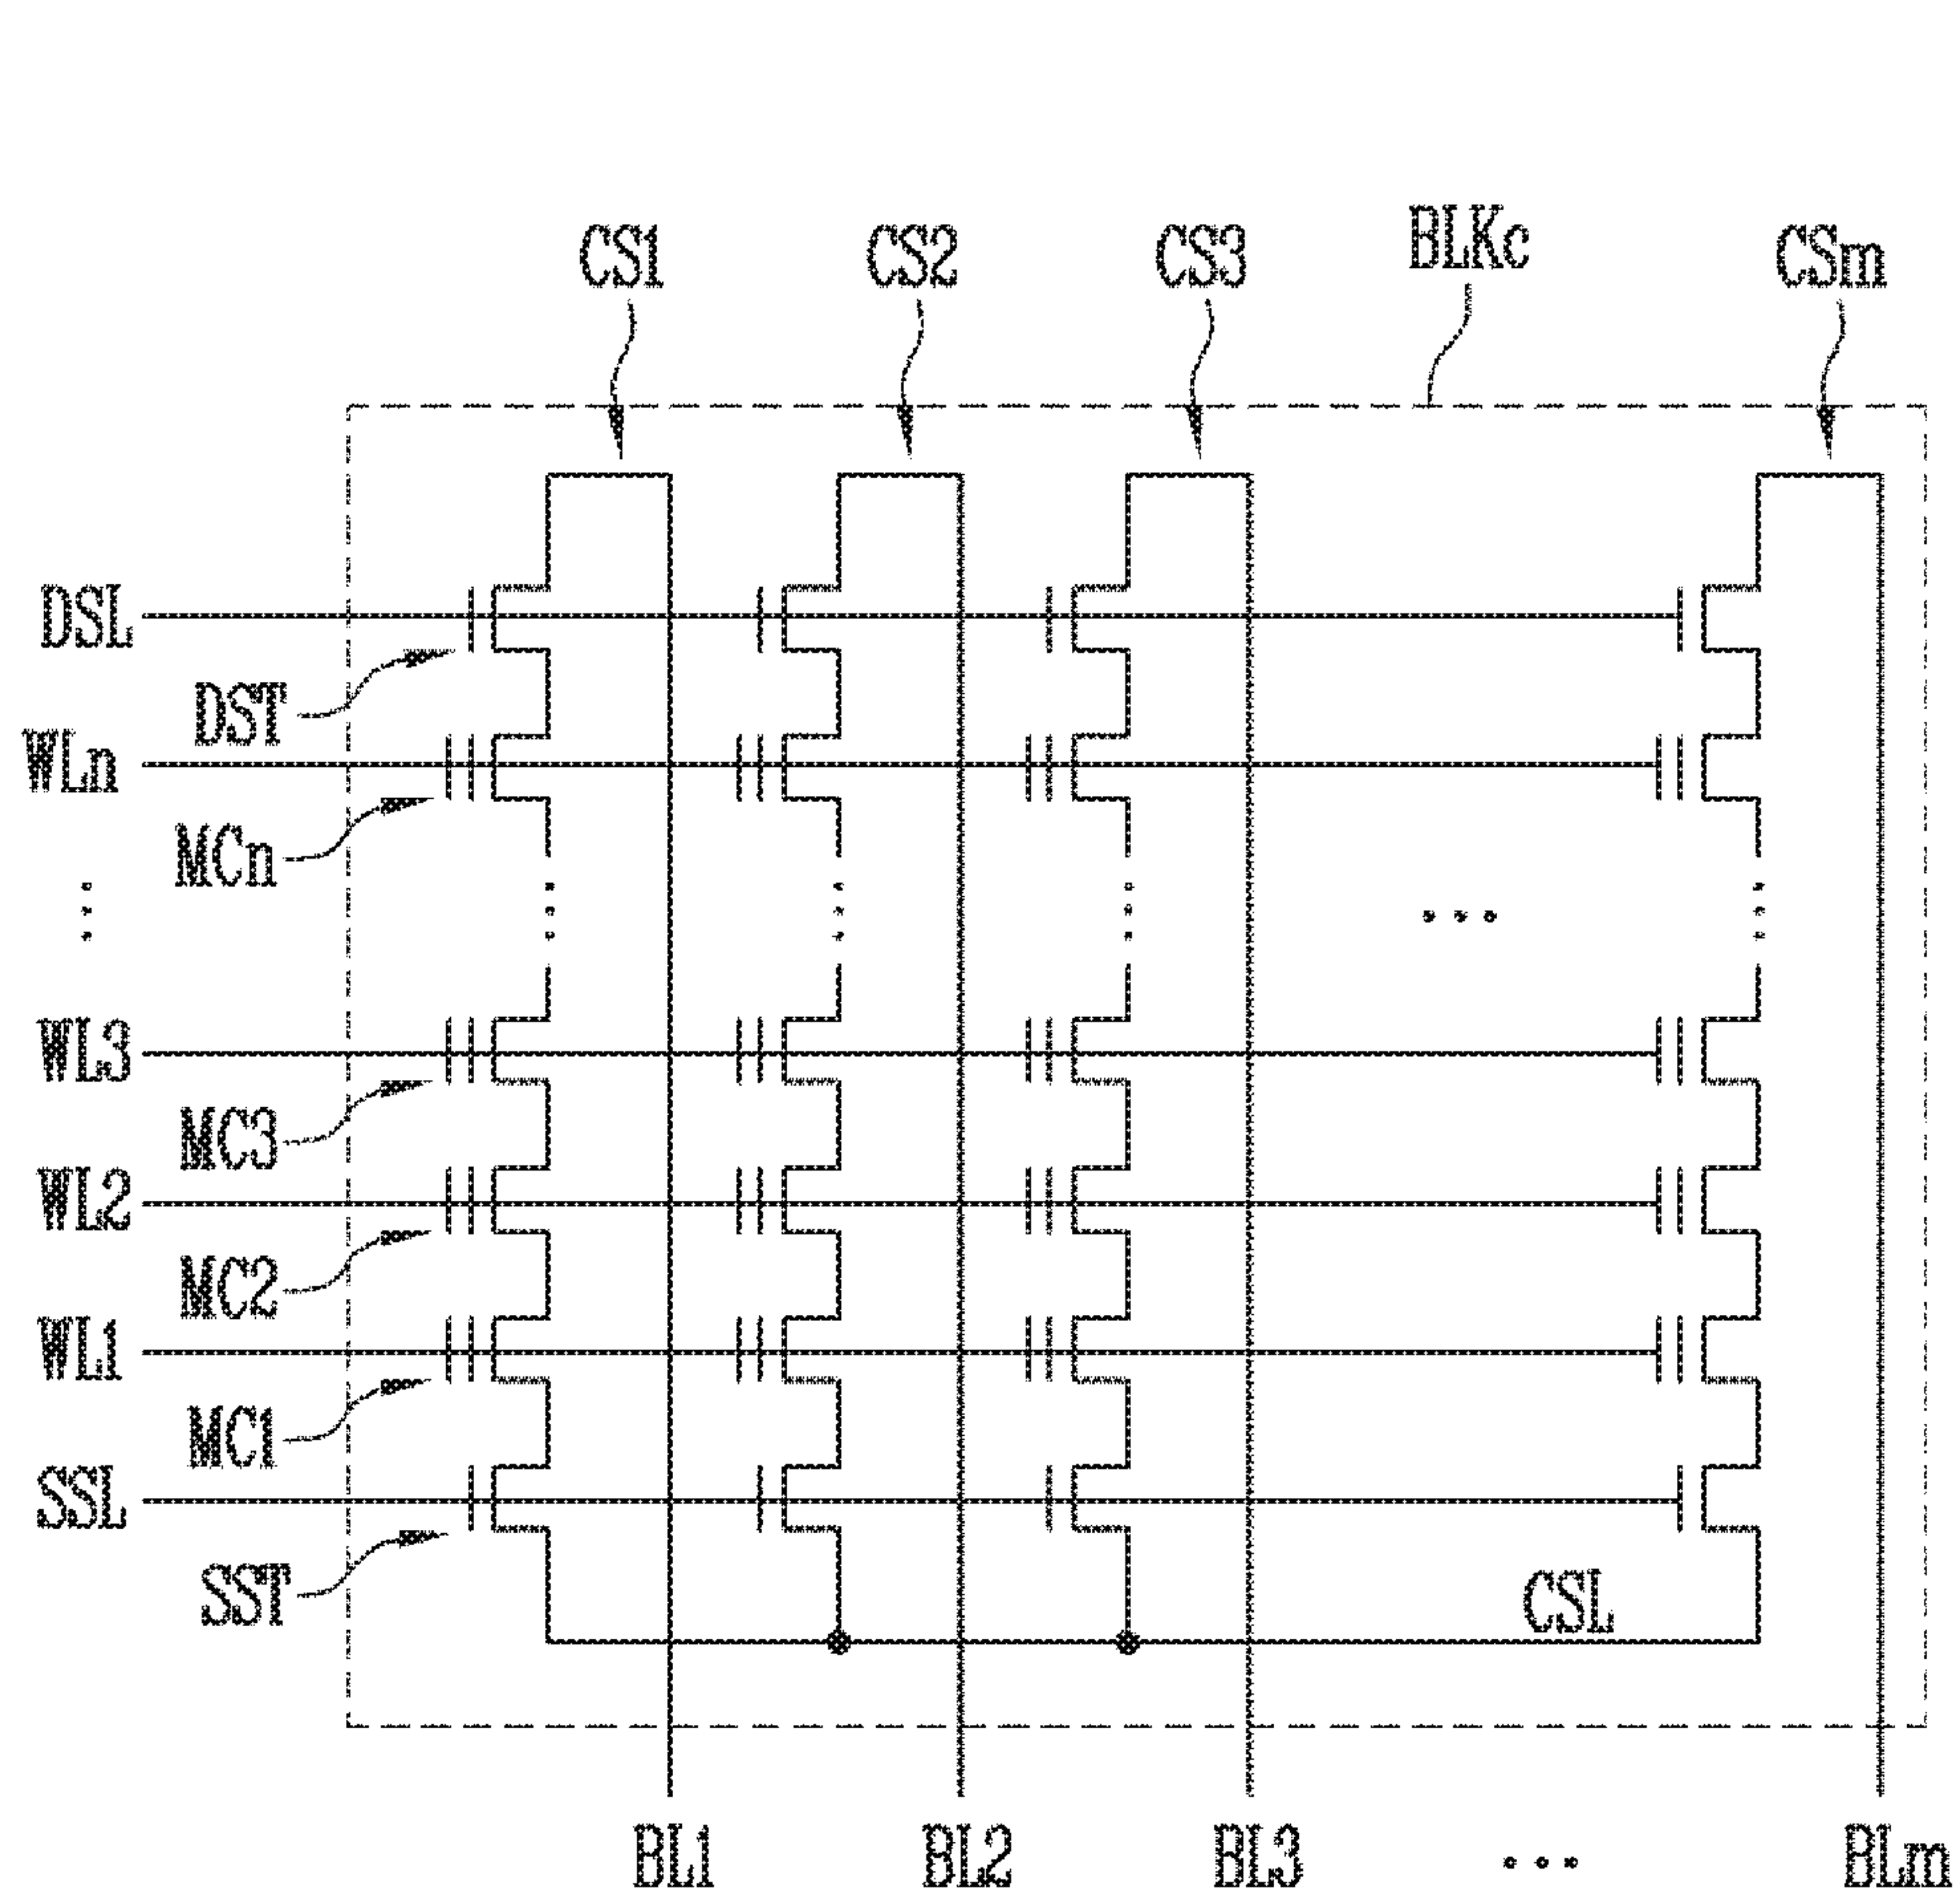 CS1 CS2 CS3 BLKc CSm
DSL
DST
WLn
MCn
⋮
...
WL3
MC3
WL2
MC2
WL1
MC1
SSL
SST
CSL
BL1 BL2 BL3 ... BLm